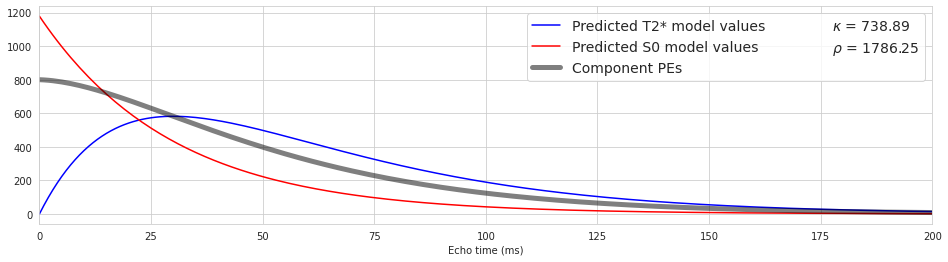 1200
1000
800
600
400
200
0
Predicted T2* model values κ = 738.89
Predicted S0 model values ρ = 1786.25
Component PEs
0 25 50 75 100 125 150 175 200
Echo time (ms)